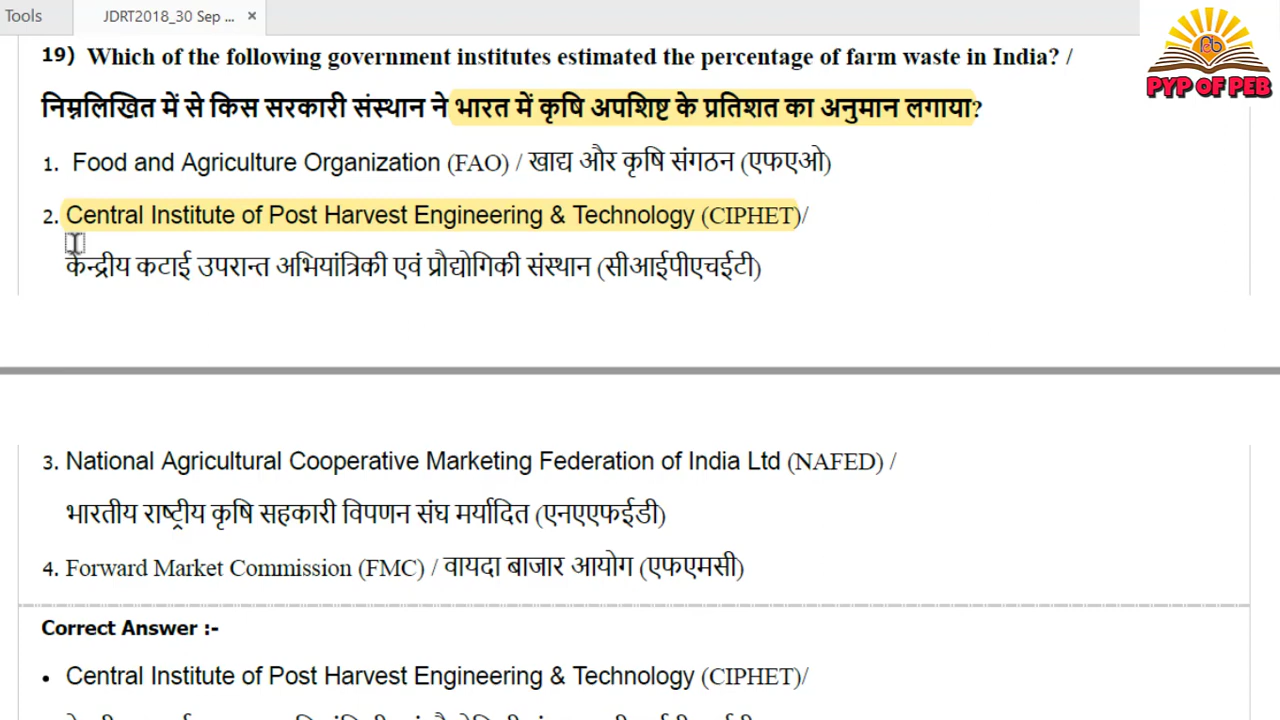 Tools
JDRT2018_30 Sep ... ×
PYP OF PEB
19) Which of the following government institutes estimated the percentage of farm waste in India? /
निम्नलिखित में से किस सरकारी संस्थान ने भारत में कृषि अपशिष्ट के प्रतिशत का अनुमान लगाया?
1. Food and Agriculture Organization (FAO) / खाद्य और कृषि संगठन (एफएओ)
2. Central Institute of Post Harvest Engineering & Technology (CIPHET)/
केन्द्रीय कटाई उपरान्त अभियांत्रिकी एवं प्रौद्योगिकी संस्थान (सीआईपीएचईटी)
3. National Agricultural Cooperative Marketing Federation of India Ltd (NAFED) /
भारतीय राष्ट्रीय कृषि सहकारी विपणन संघ मर्यादित (एनएएफईडी)
4. Forward Market Commission (FMC) / वायदा बाजार आयोग (एफएमसी)
Correct Answer :-
• Central Institute of Post Harvest Engineering & Technology (CIPHET)/